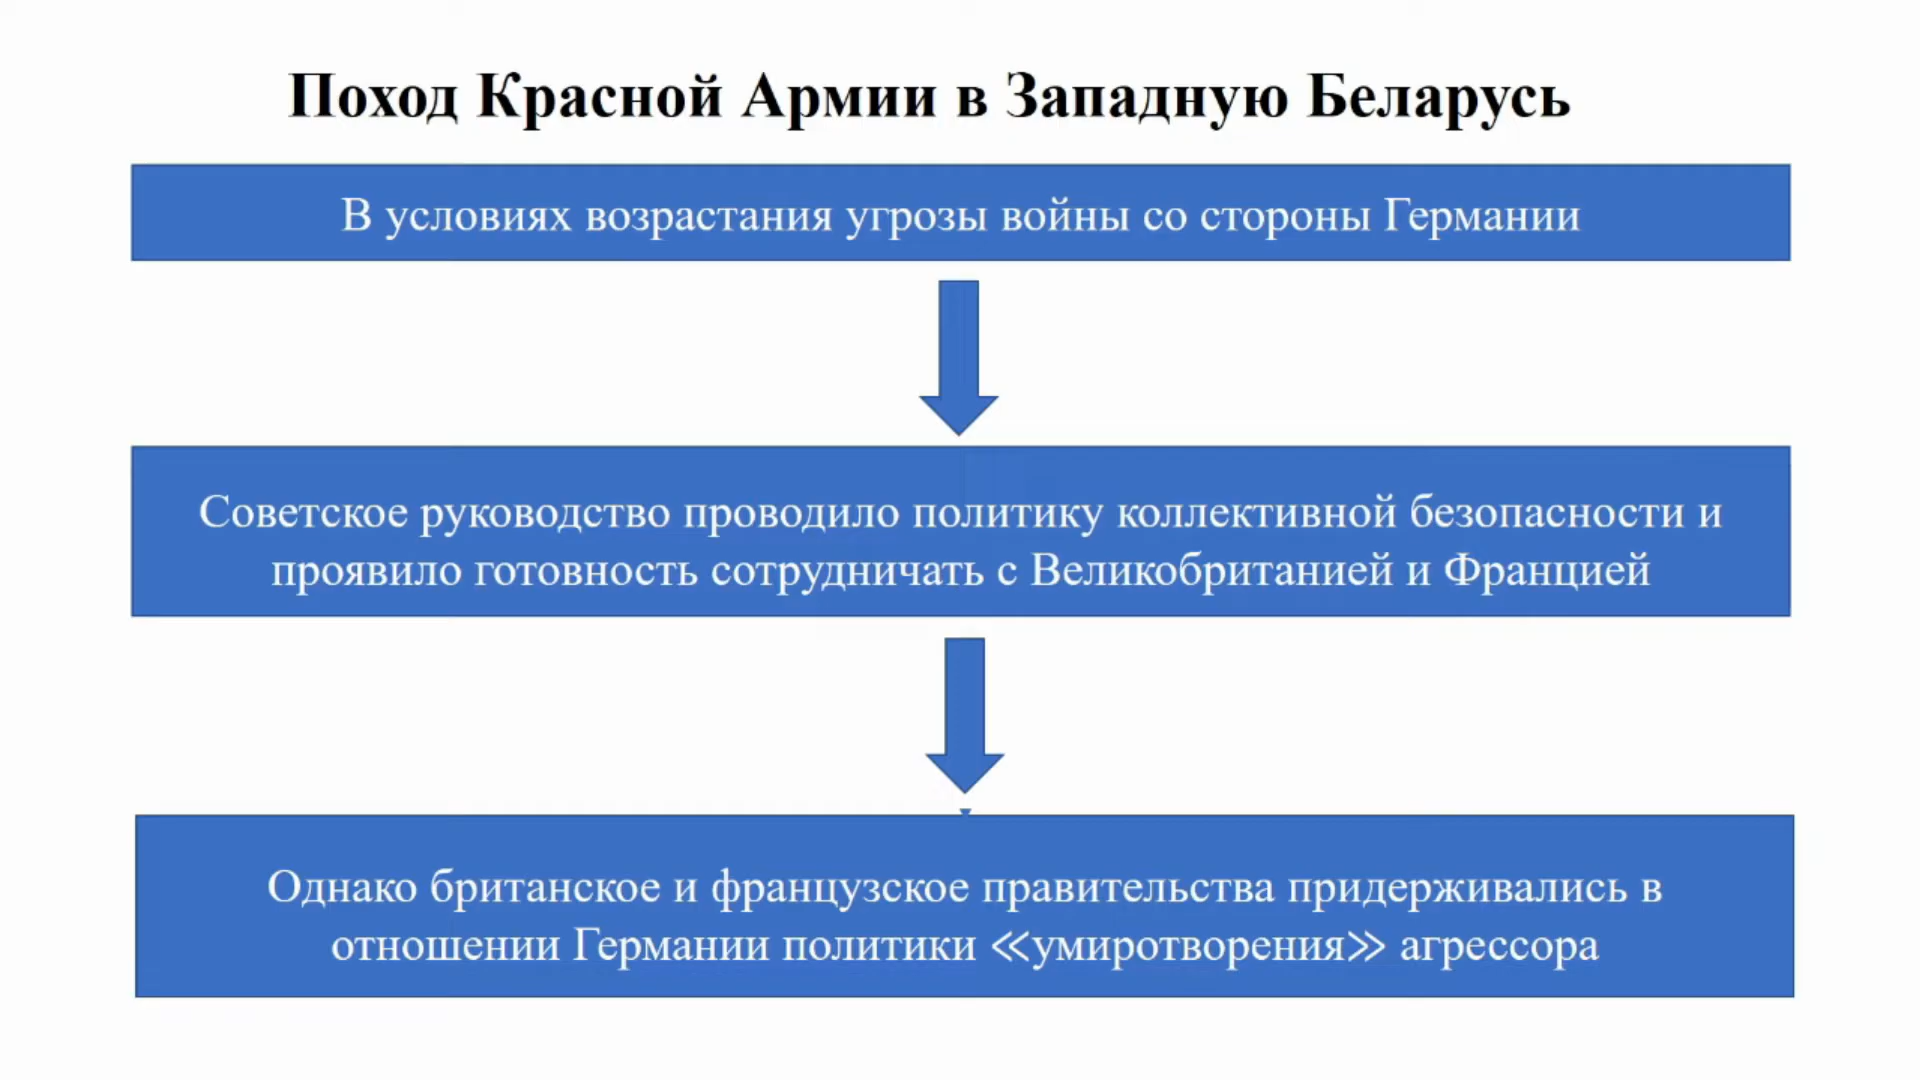 Поход Красной Армии в Западную Беларусь
В условиях возрастания угрозы войны со стороны Германии
Советское руководство проводило политику коллективной безопасности и
проявило готовность сотрудничать с Великобританией и Францией
Однако британское и французское правительства придерживались в
отношении Германии политики ≪умиротворения≫ агрессора